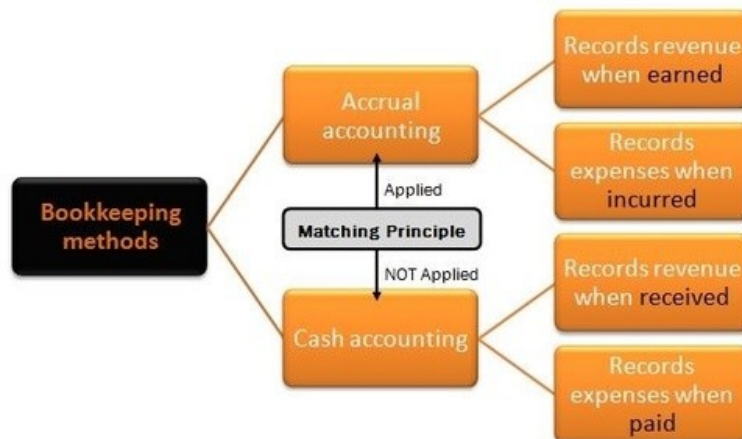 Bookkeeping
methods
Accrual
accounting
Applied
Matching Principle
NOT Applied
Cash accounting
Records revenue
when earned
Records
expenses when
incurred
Records revenue
when received
Records
expenses when
paid